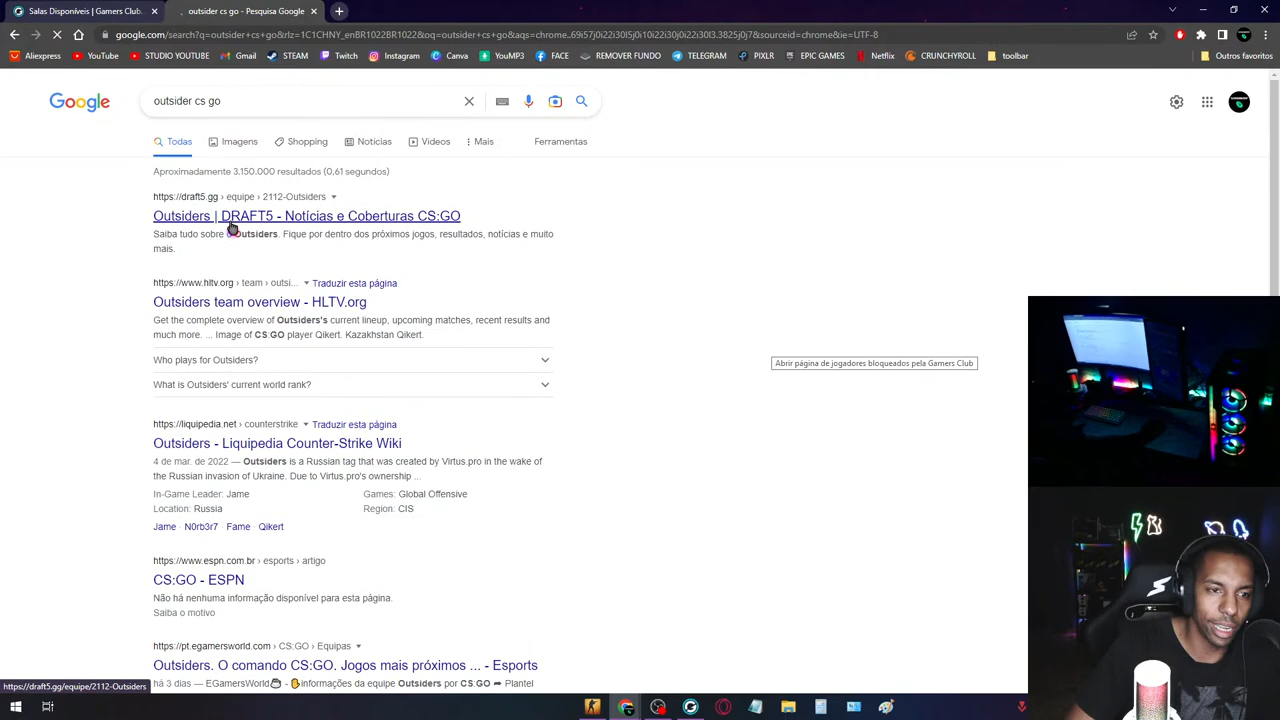 Salas Disponíveis | Gamers Club
outsider cs go - Pesquisa Google
google.com/search?q=outsider+cs+go&rlz=1C1CHNY_enBR1022BR1022&oq=outsider+cs+go&aqs=chrome..69i57j0i22i30l5j0i10i22i30j0i22i30l3.3825j0j7&sourceid=chrome&ie=UTF-8
Aliexpress
YouTube
STUDIO YOUTUBE
Gmail
STEAM
Twitch
Instagram
Canva
YouMP3
FACE
REDUTOR LINK
TELEGRAM
PIXLR
EPIC GAMES
Netflix
CRUNCHYROLL
toolbar
Outros favoritos
Google
outsider cs go
Todas
Imagens
Shopping
Notícias
Vídeos
Mais
Ferramentas
Aproximadamente 3.150.000 resultados (0,61 segundos)
https://draft5.gg › equipe › 2112-Outsiders
Outsiders | DRAFT5 - Notícias e Coberturas CS:GO
Saiba tudo sobre o Outsiders. Fique por dentro dos próximos jogos, resultados, notícias e muito
mais.
https://www.hltv.org › team › outsi... Traduzir esta página
Outsiders team overview - HLTV.org
Get the complete overview of Outsiders's current lineup, upcoming matches, recent results and
much more. ... Image of CS:GO player Qikert. Kazakhstan Qikert.
Who plays for Outsiders?
Abrir página de jogadores bloqueados pela Gamers Club
What is Outsiders' current world rank?
https://liquipedia.net › counterstrike Traduzir esta página
Outsiders - Liquipedia Counter-Strike Wiki
4 de mar. de 2022 — Outsiders is a Russian tag that was created by Virtus.pro in the wake of
the Russian invasion of Ukraine. Due to Virtus.pro's ownership ...
In-Game Leader: Jame Games: Global Offensive
Location: Russia Region: CIS
Jame · N0rb3r7 · Fame · Qikert
https://www.espn.com.br › esports › artigo
CS:GO - ESPN
Não há nenhuma informação disponível para esta página.
Saiba o motivo
https://pt.egamersworld.com › CS:GO › Equipas
Outsiders. O comando CS:GO. Jogos mais próximos ... - Esports
há 3 dias — EGamersWorld☕ - ✋informações da equipe Outsiders por CS:GO ➦ Plantel
https://draft5.gg/equipe/2112-Outsiders